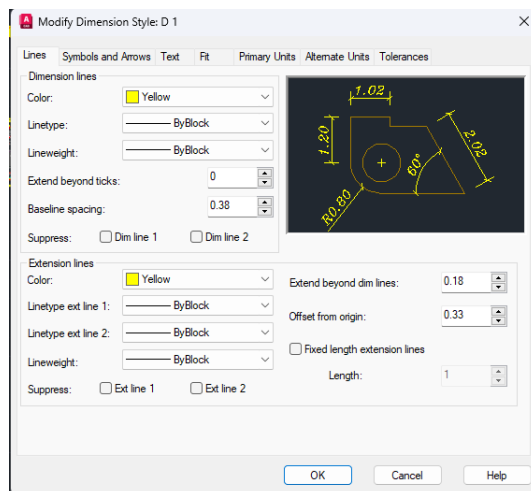 Modify Dimension Style: D 1
Lines Symbols and Arrows Text Fit Primary Units Alternate Units Tolerances
Dimension lines
Color: Yellow
Linetype: ByBlock
Lineweight: ByBlock
Extend beyond ticks: 0
Baseline spacing: 0.38
Suppress: Dim line 1 Dim line 2
1.02
1.20
2.02
60°
R0.80
Extension lines
Color: Yellow
Linetype ext line 1: ByBlock
Linetype ext line 2: ByBlock
Lineweight: ByBlock
Suppress: Ext line 1 Ext line 2
Extend beyond dim lines: 0.18
Offset from origin: 0.33
Fixed length extension lines
Length: 1
OK Cancel Help